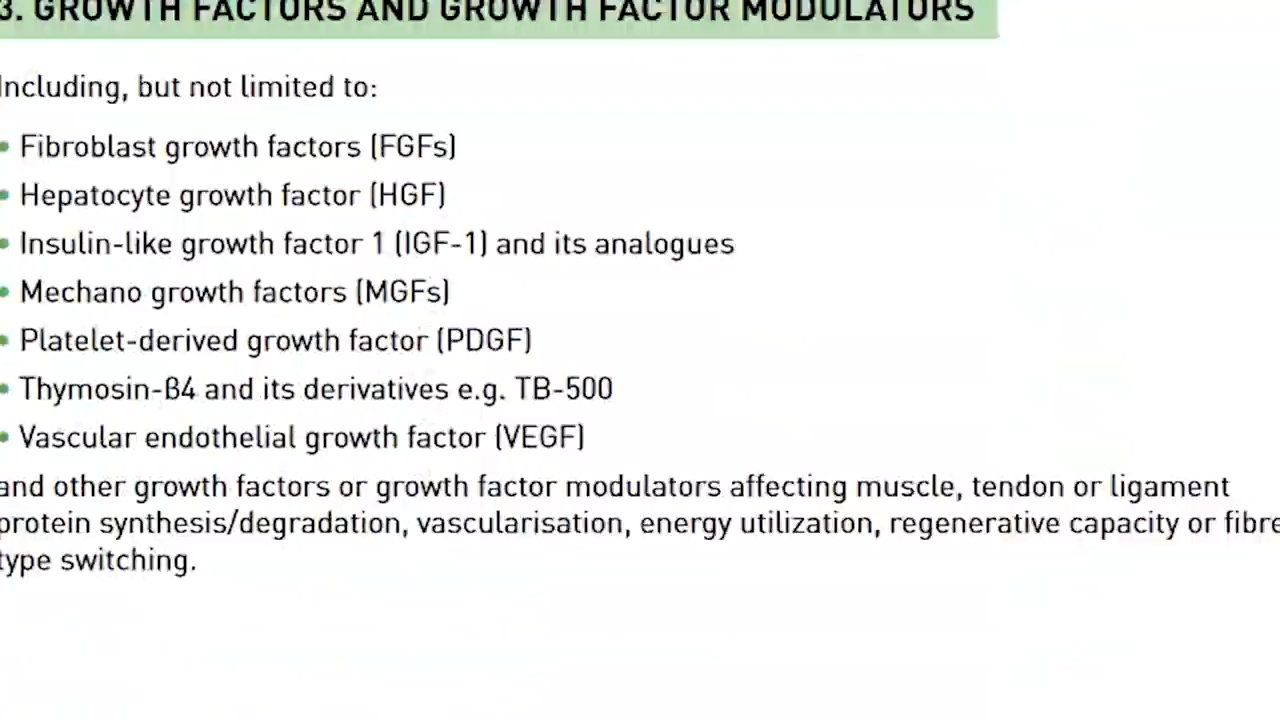 3. GROWTH FACTORS AND GROWTH FACTOR MODULATORS
Including, but not limited to:
• Fibroblast growth factors (FGFs)
• Hepatocyte growth factor (HGF)
• Insulin-like growth factor 1 (IGF-1) and its analogues
• Mechano growth factors (MGFs)
• Platelet-derived growth factor (PDGF)
• Thymosin-ß4 and its derivatives e.g. TB-500
• Vascular endothelial growth factor (VEGF)
and other growth factors or growth factor modulators affecting muscle, tendon or ligament
protein synthesis/degradation, vascularisation, energy utilization, regenerative capacity or fibre
type switching.